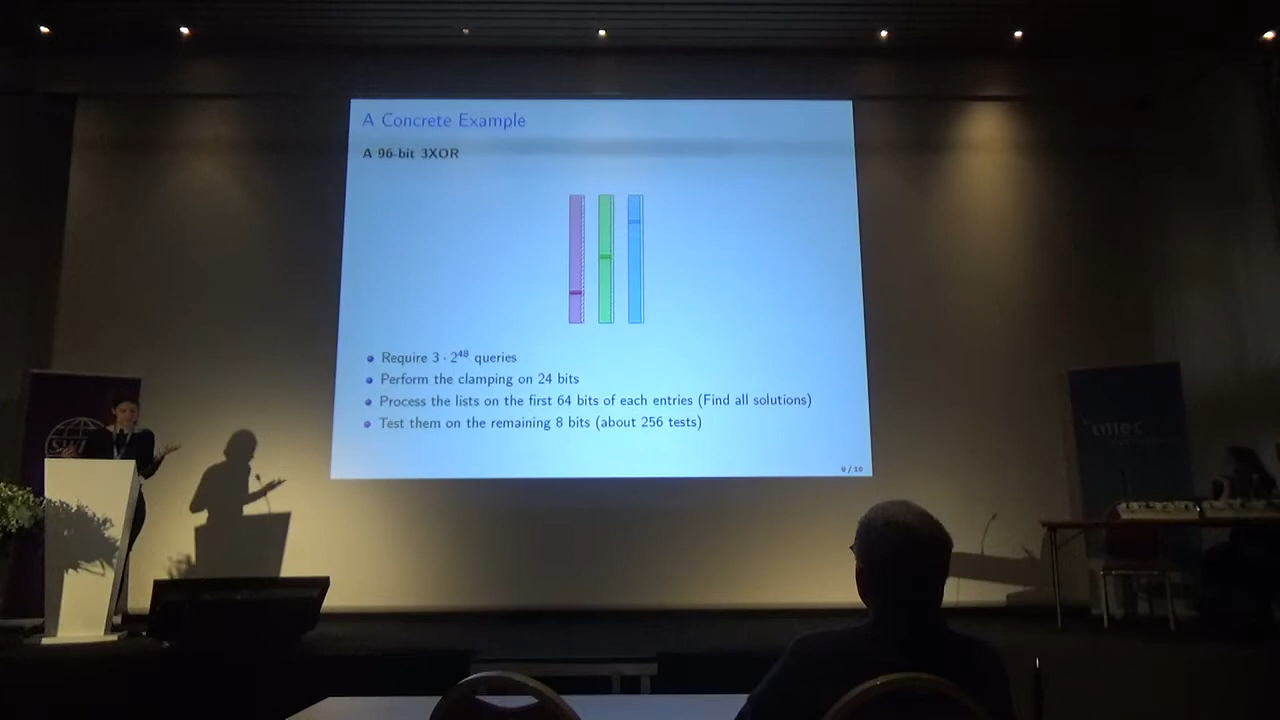 A Concrete Example
A 96-bit 3XOR
Require 3 · 2^48 queries
Perform the clamping on 24 bits
Process the lists on the first 64 bits of each entries (Find all solutions)
Test them on the remaining 8 bits (about 256 tests)
9 / 10
imec